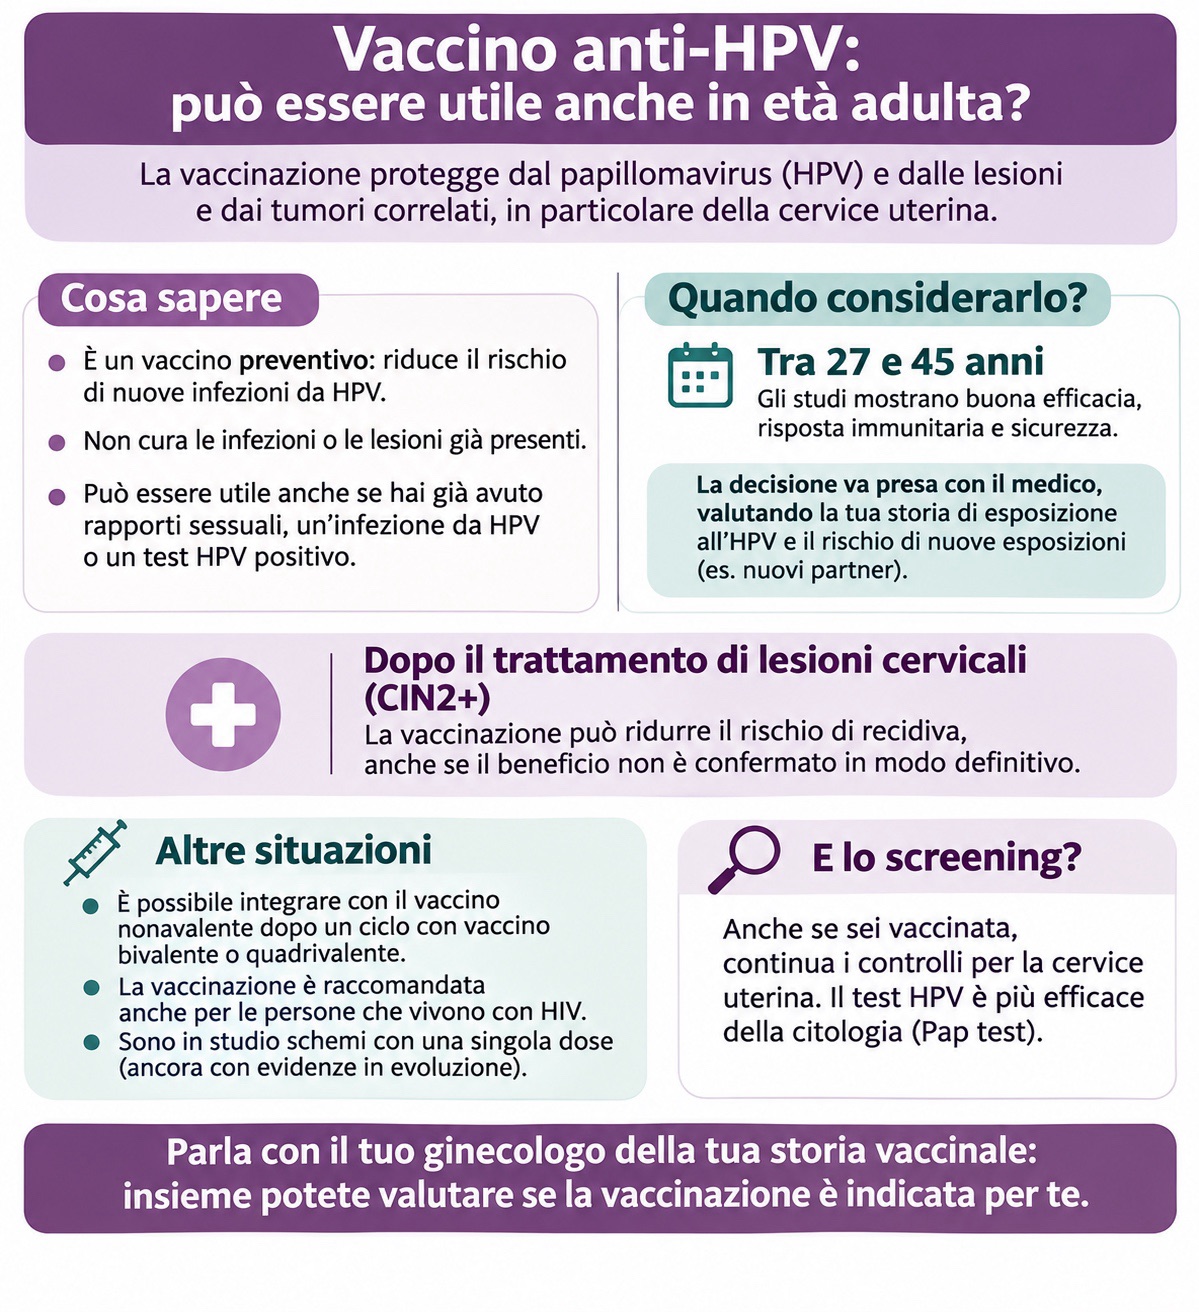 Vaccino anti-HPV:
può essere utile anche in età adulta?
La vaccinazione protegge dal papillomavirus (HPV) e dalle lesioni
e dai tumori correlati, in particolare della cervice uterina.
Cosa sapere
È un vaccino preventivo: riduce il rischio
di nuove infezioni da HPV.
Non cura le infezioni o le lesioni già presenti.
Può essere utile anche se hai già avuto
rapporti sessuali, un'infezione da HPV
o un test HPV positivo.
Quando considerarlo?
Tra 27 e 45 anni
Gli studi mostrano buona efficacia,
risposta immunitaria e sicurezza.
La decisione va presa con il medico,
valutando la tua storia di esposizione
all'HPV e il rischio di nuove esposizioni
(es. nuovi partner).
Dopo il trattamento di lesioni cervicali
(CIN2+)
La vaccinazione può ridurre il rischio di recidiva,
anche se il beneficio non è confermato in modo definitivo.
Altre situazioni
È possibile integrare con il vaccino
nonavalente dopo un ciclo con vaccino
bivalente o quadrivalente.
La vaccinazione è raccomandata
anche per le persone che vivono con HIV.
Sono in studio schemi con una singola dose
(ancora con evidenze in evoluzione).
E lo screening?
Anche se sei vaccinata,
continua i controlli per la cervice
uterina. Il test HPV è più efficace
della citologia (Pap test).
Parla con il tuo ginecologo della tua storia vaccinale:
insieme potete valutare se la vaccinazione è indicata per te.